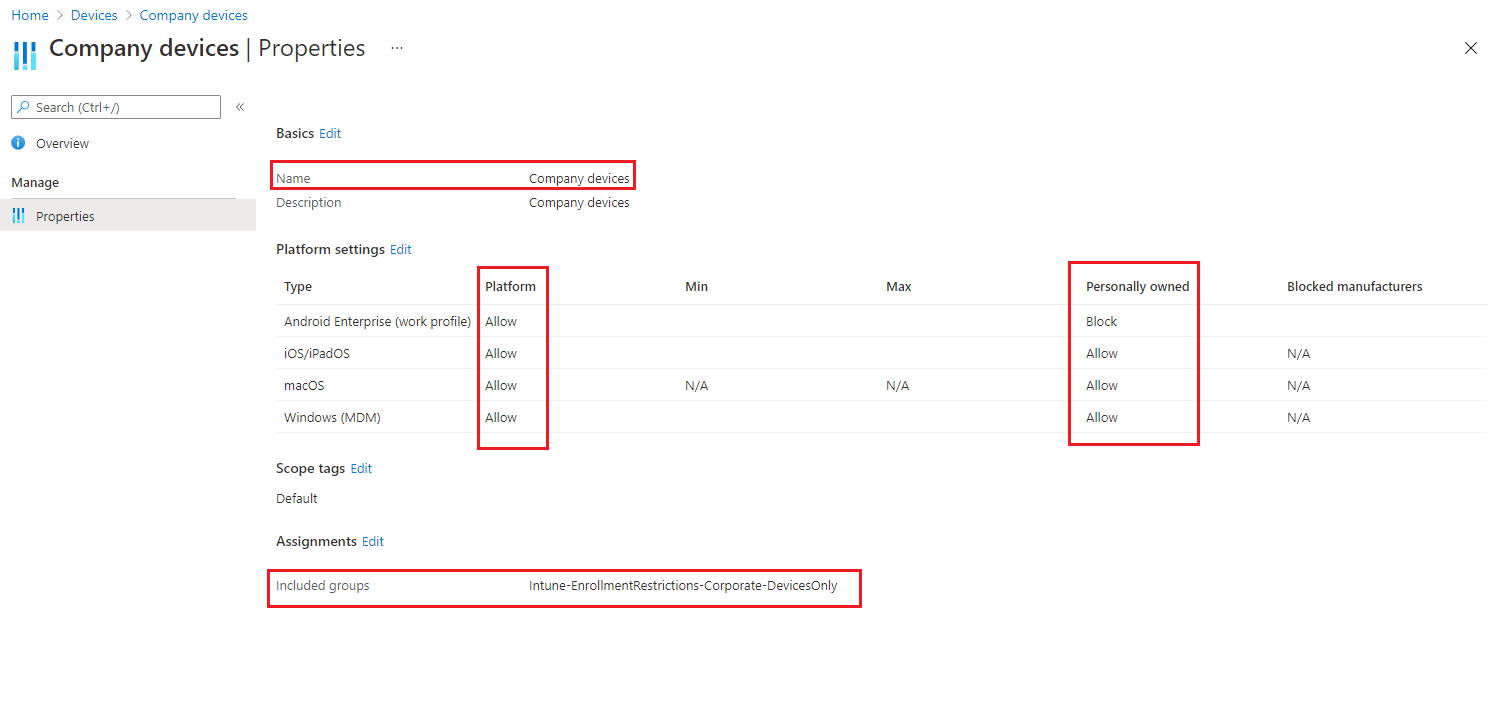 Home > Devices > Company devices
Company devices | Properties ...
Search (Ctrl+/) «
Overview
Manage
Properties
Basics Edit
Name Company devices
Description Company devices
Platform settings Edit
Type Platform Min Max Personally owned Blocked manufacturers
Android Enterprise (work profile) Allow Block
iOS/iPadOS Allow Allow N/A
macOS Allow N/A N/A Allow N/A
Windows (MDM) Allow Allow N/A
Scope tags Edit
Default
Assignments Edit
Included groups Intune-EnrollmentRestrictions-Corporate-DevicesOnly